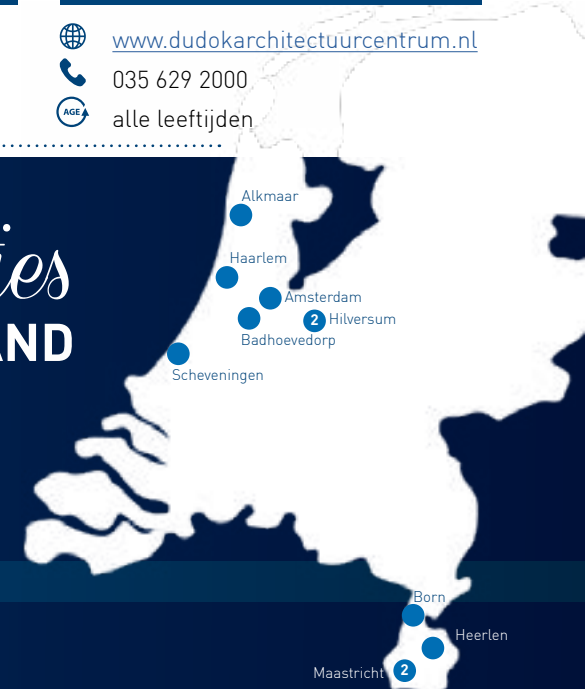 www.dudokarchitectuurcentrum.nl
035 629 2000
AGE
alle leeftijden
Alkmaar
Haarlem
Amsterdam
2 Hilversum
Badhoevedorp
Scheveningen
Born
Heerlen
Maastricht 2